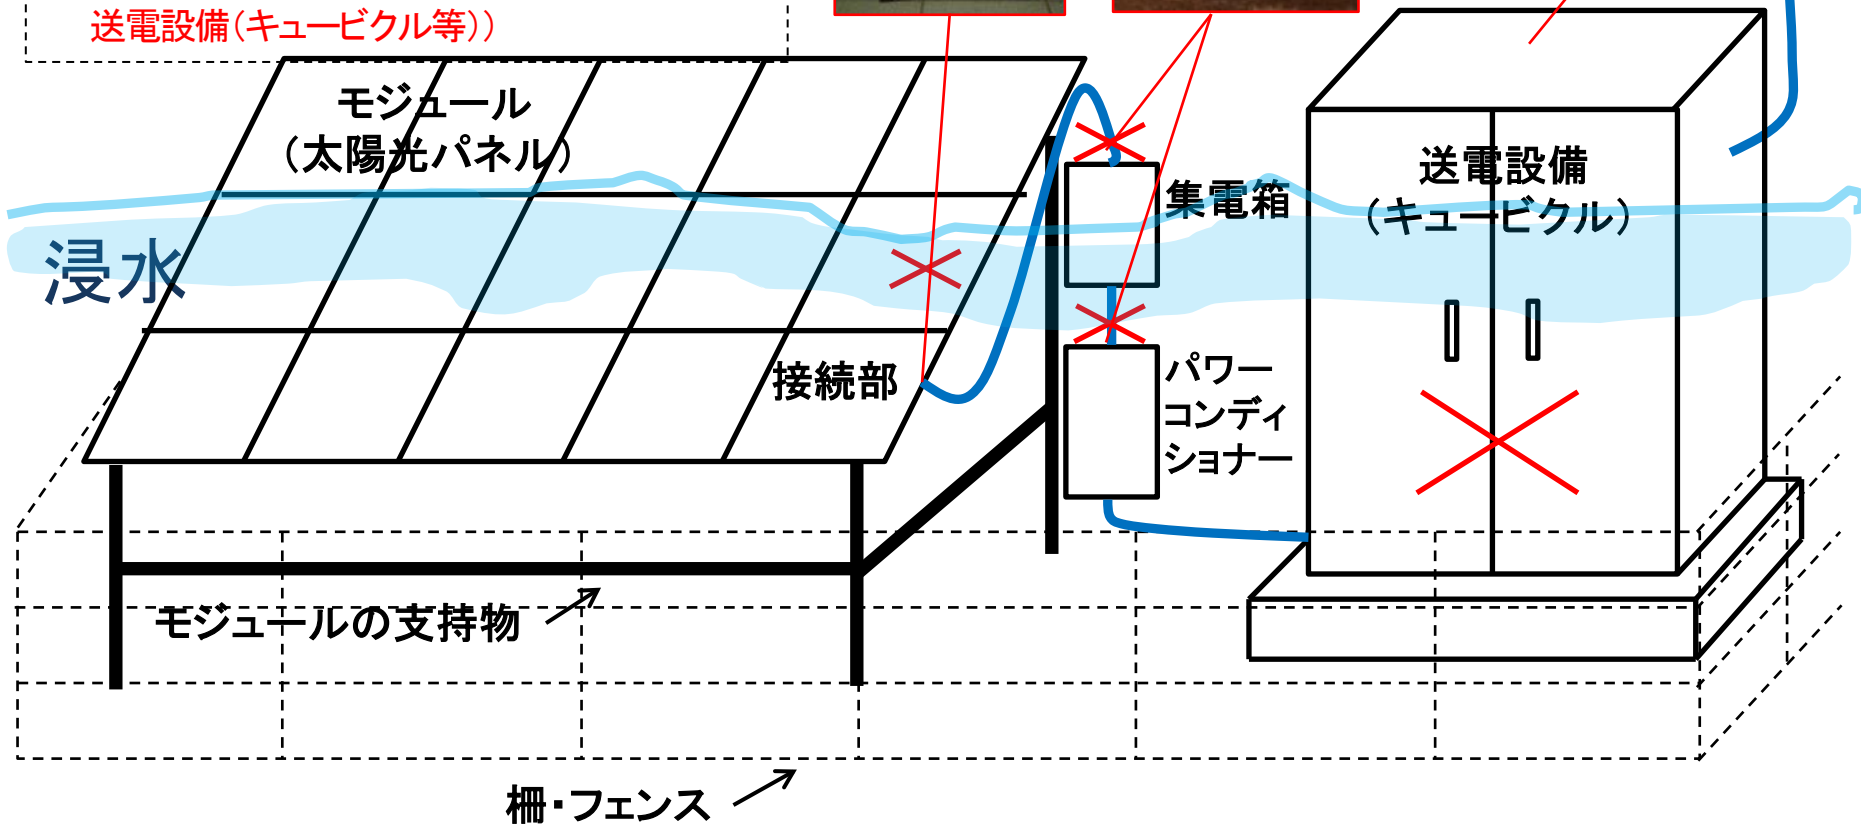 送電設備(キュービクル等))
モジュール
（太陽光パネル）
送電設備
（キュービクル）
集電箱
浸水
接続部
パワー
コンディ
ショナー
モジュールの支持物
柵・フェンス